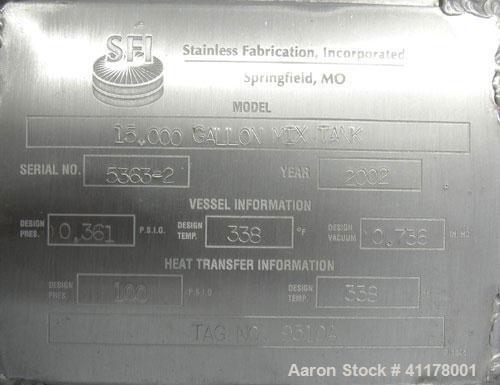 SFI
Stainless Fabrication, Incorporated
Springfield, MO
MODEL
15,000 GALLON MIX TANK
SERIAL NO. 5363-2 YEAR 2002
VESSEL INFORMATION
DESIGN PRES. 0.361 P.S.I.G. DESIGN TEMP. 338 °F DESIGN VACUUM 0.736 IN. HG
HEAT TRANSFER INFORMATION
DESIGN PRES. 100 P.S.I.G. DESIGN TEMP. 338
TAG NO.
Aaron Stock # 41178001